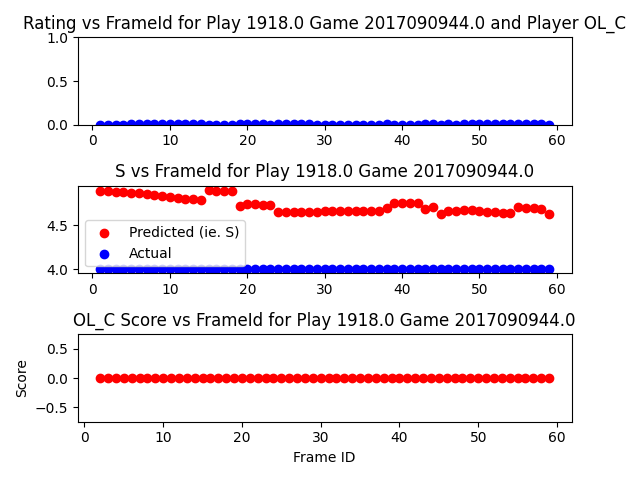 Rating vs FrameId for Play 1918.0 Game 2017090944.0 and Player OL_C
1.0
0.5
0.0
0 10 20 30 40 50 60
S vs FrameId for Play 1918.0 Game 2017090944.0
4.5
4.0
Predicted (ie. S)
Actual
0 10 20 30 40 50 60
OL_C Score vs FrameId for Play 1918.0 Game 2017090944.0
Score
0.5
0.0
−0.5
0 10 20 30 40 50 60
Frame ID